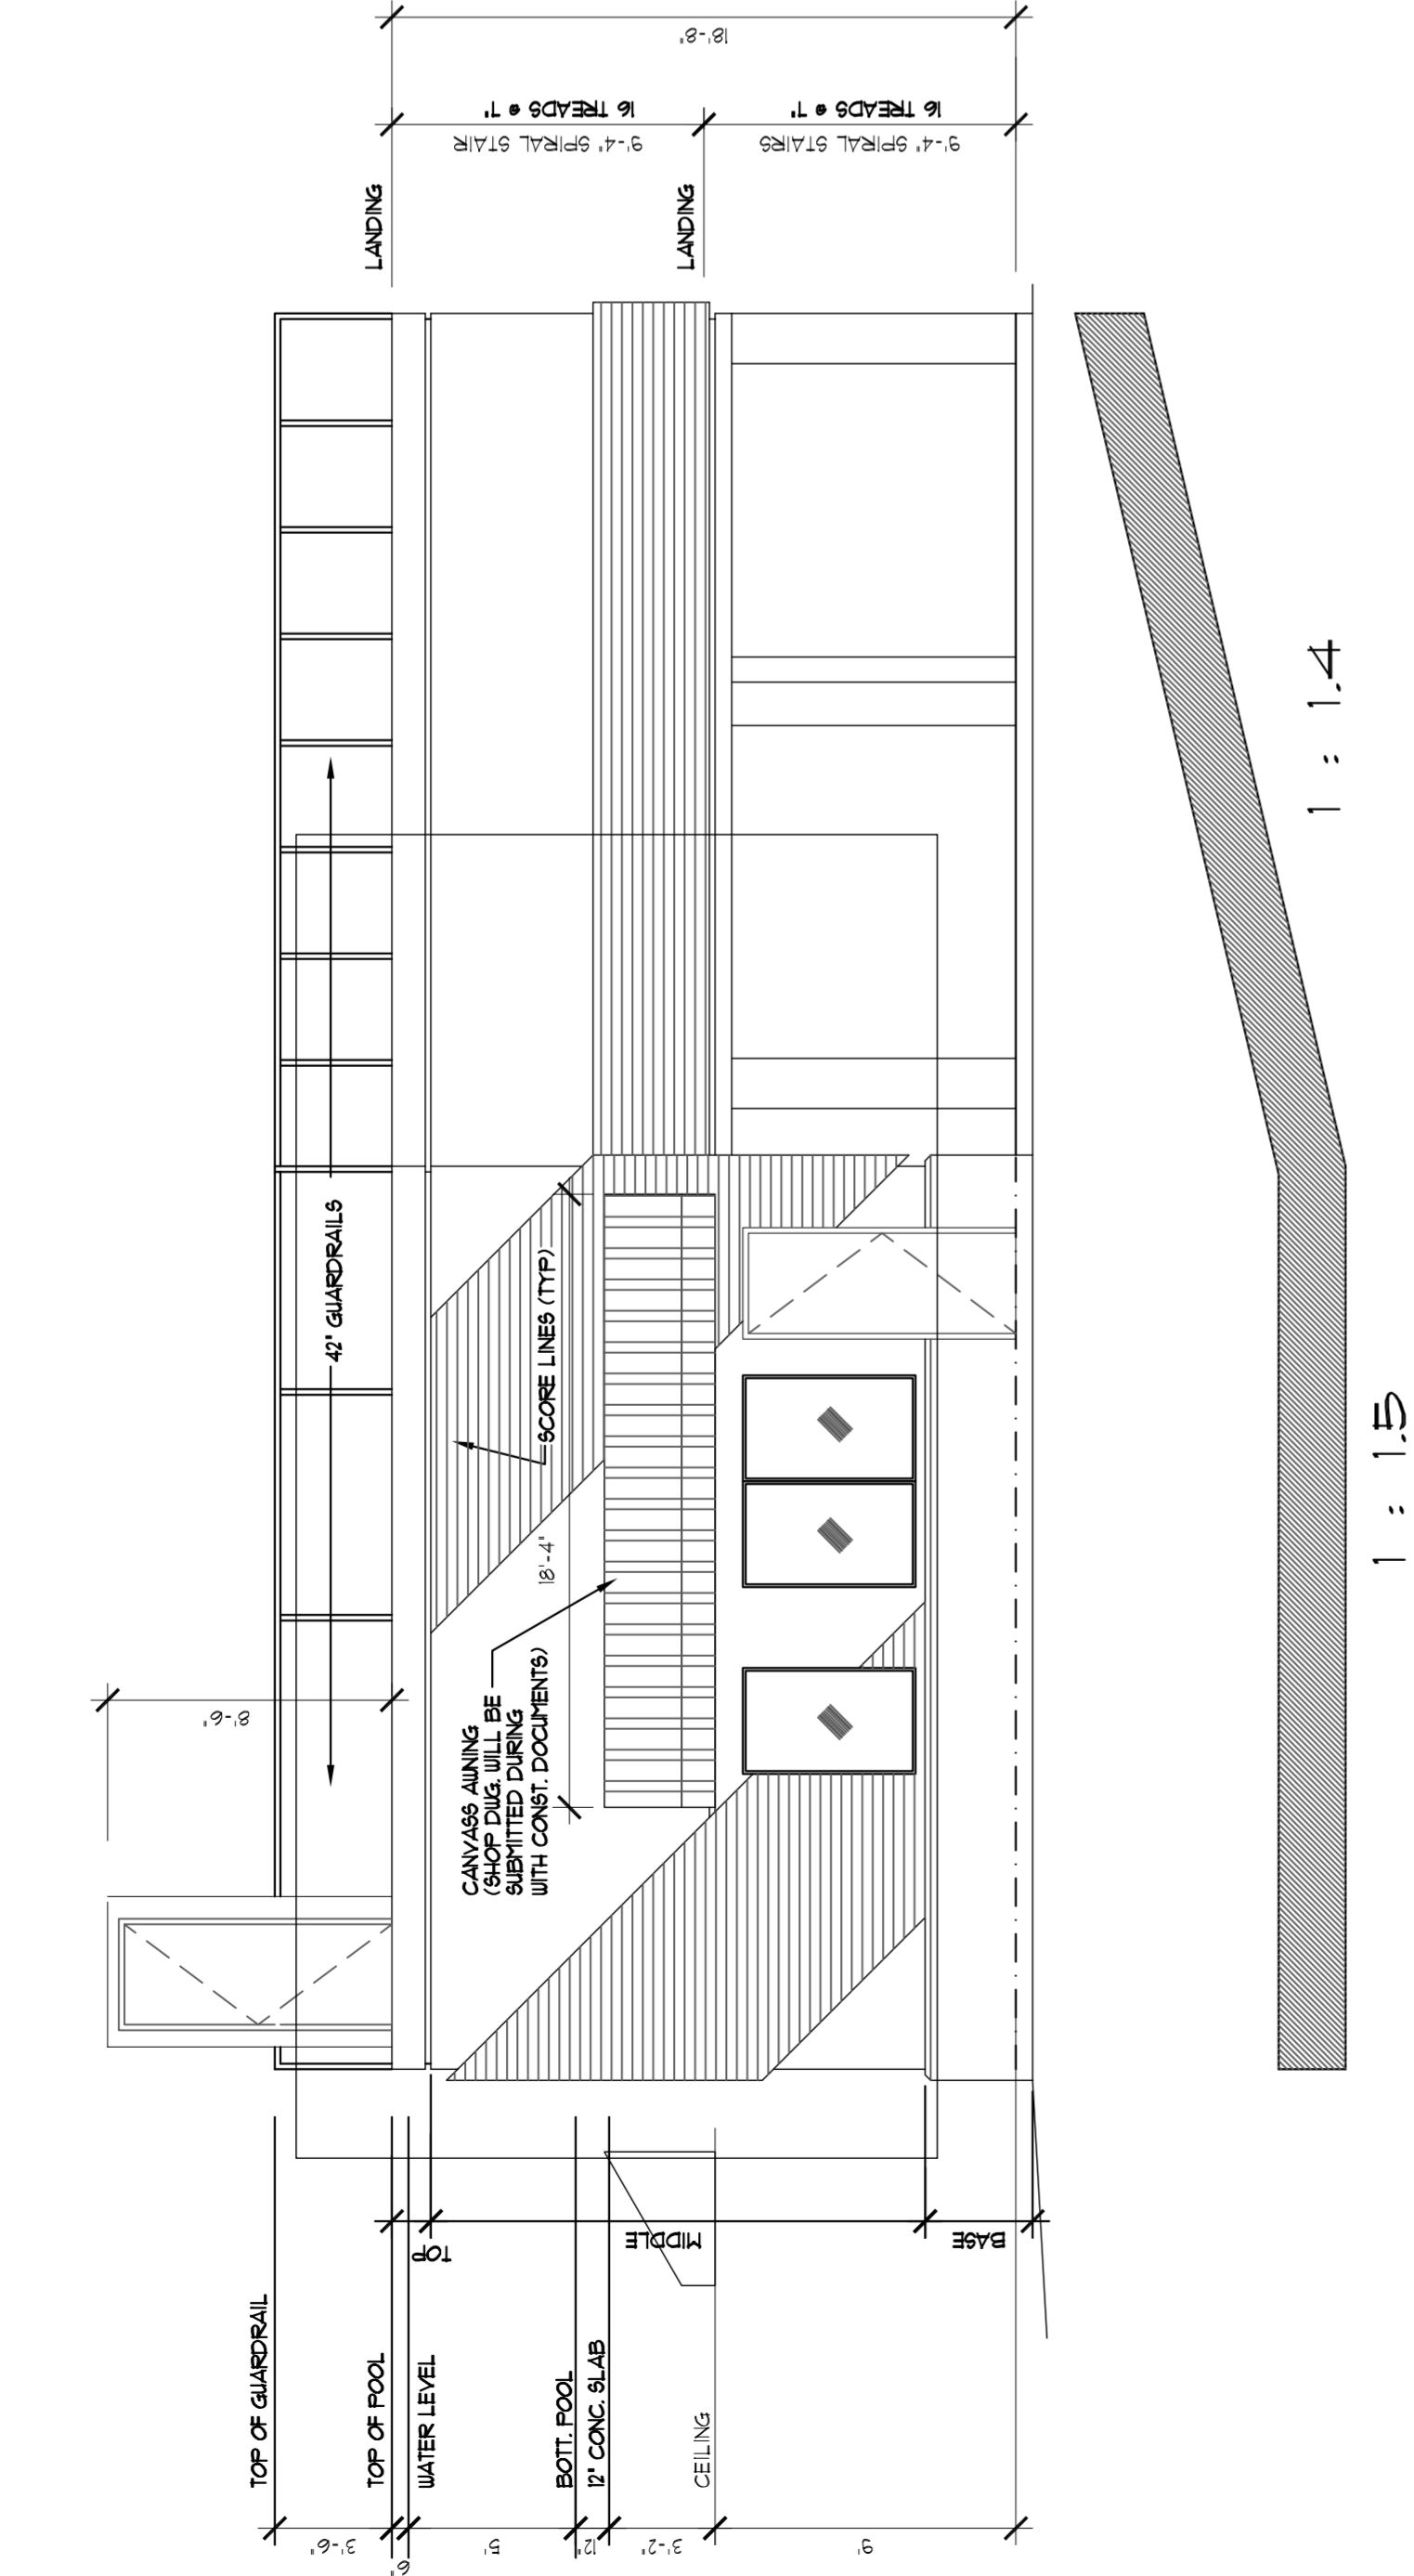 TOP OF GUARDRAIL
TOP OF POOL
WATER LEVEL
BOTT. POOL
12" CONC. SLAB
CEILING
3'-6"
6"
5'
12"
3'-2"
9'
TOP
MIDDLE
BASE
8'-6"
42" GUARDRAILS
CANVASS AWNING
(SHOP DWG. WILL BE
SUBMITTED DURING
WITH CONST. DOCUMENTS)
18'-4"
SCORE LINES (TYP)
LANDING
LANDING
9'-4" SPIRAL STAIR
16 TREADS @ 7"
9'-4" SPIRAL STAIRS
16 TREADS @ 7"
18'-8"
1 : 1.5
1 : 1.4